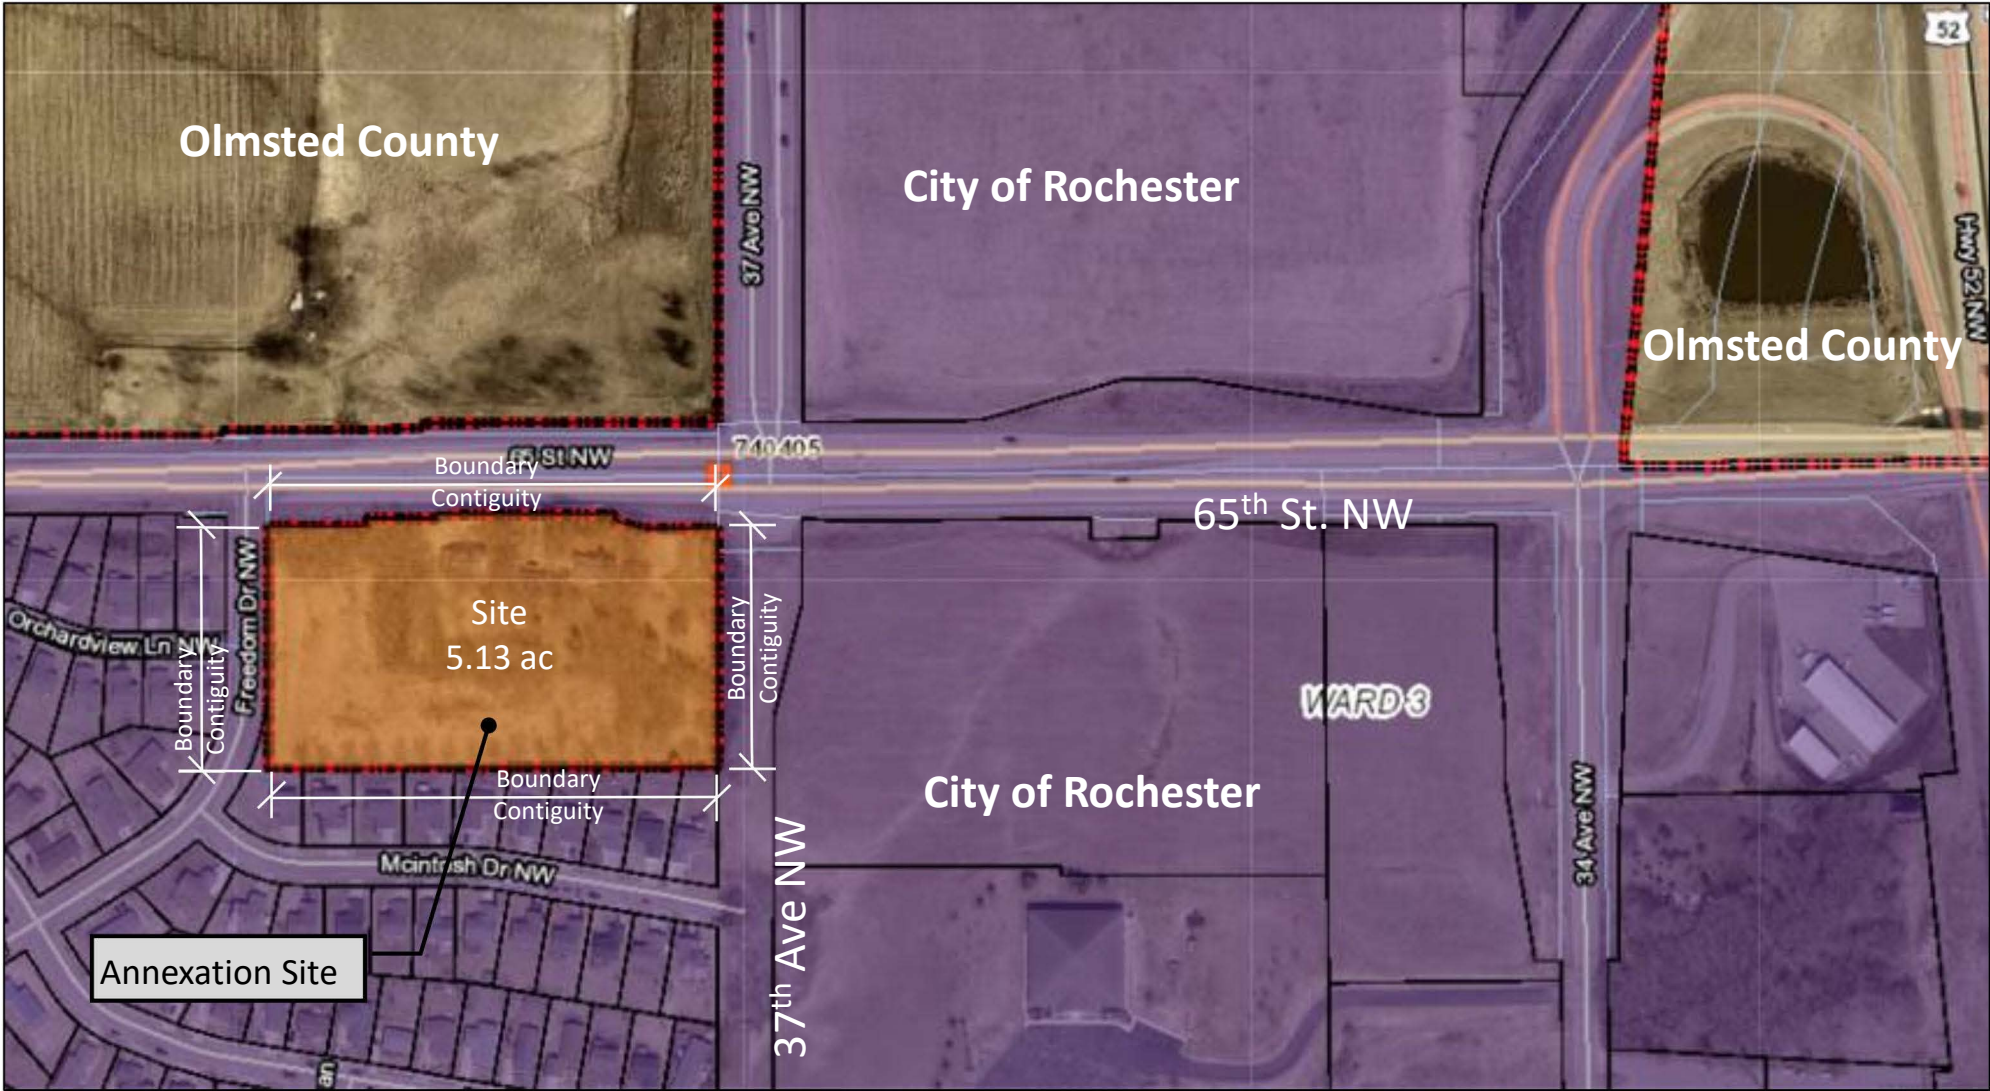 52
Olmsted County
City of Rochester
37 Ave NW
Hwy 52 NW
Olmsted County
65 St NW
740405
Boundary
Contiguity
65th St. NW
Freedom Dr NW
Orchardview Ln NW
Boundary
Contiguity
Site
5.13 ac
Boundary
Contiguity
WARD 3
Boundary
Contiguity
City of Rochester
34 Ave NW
Mcintosh Dr NW
37th Ave NW
Annexation Site
an